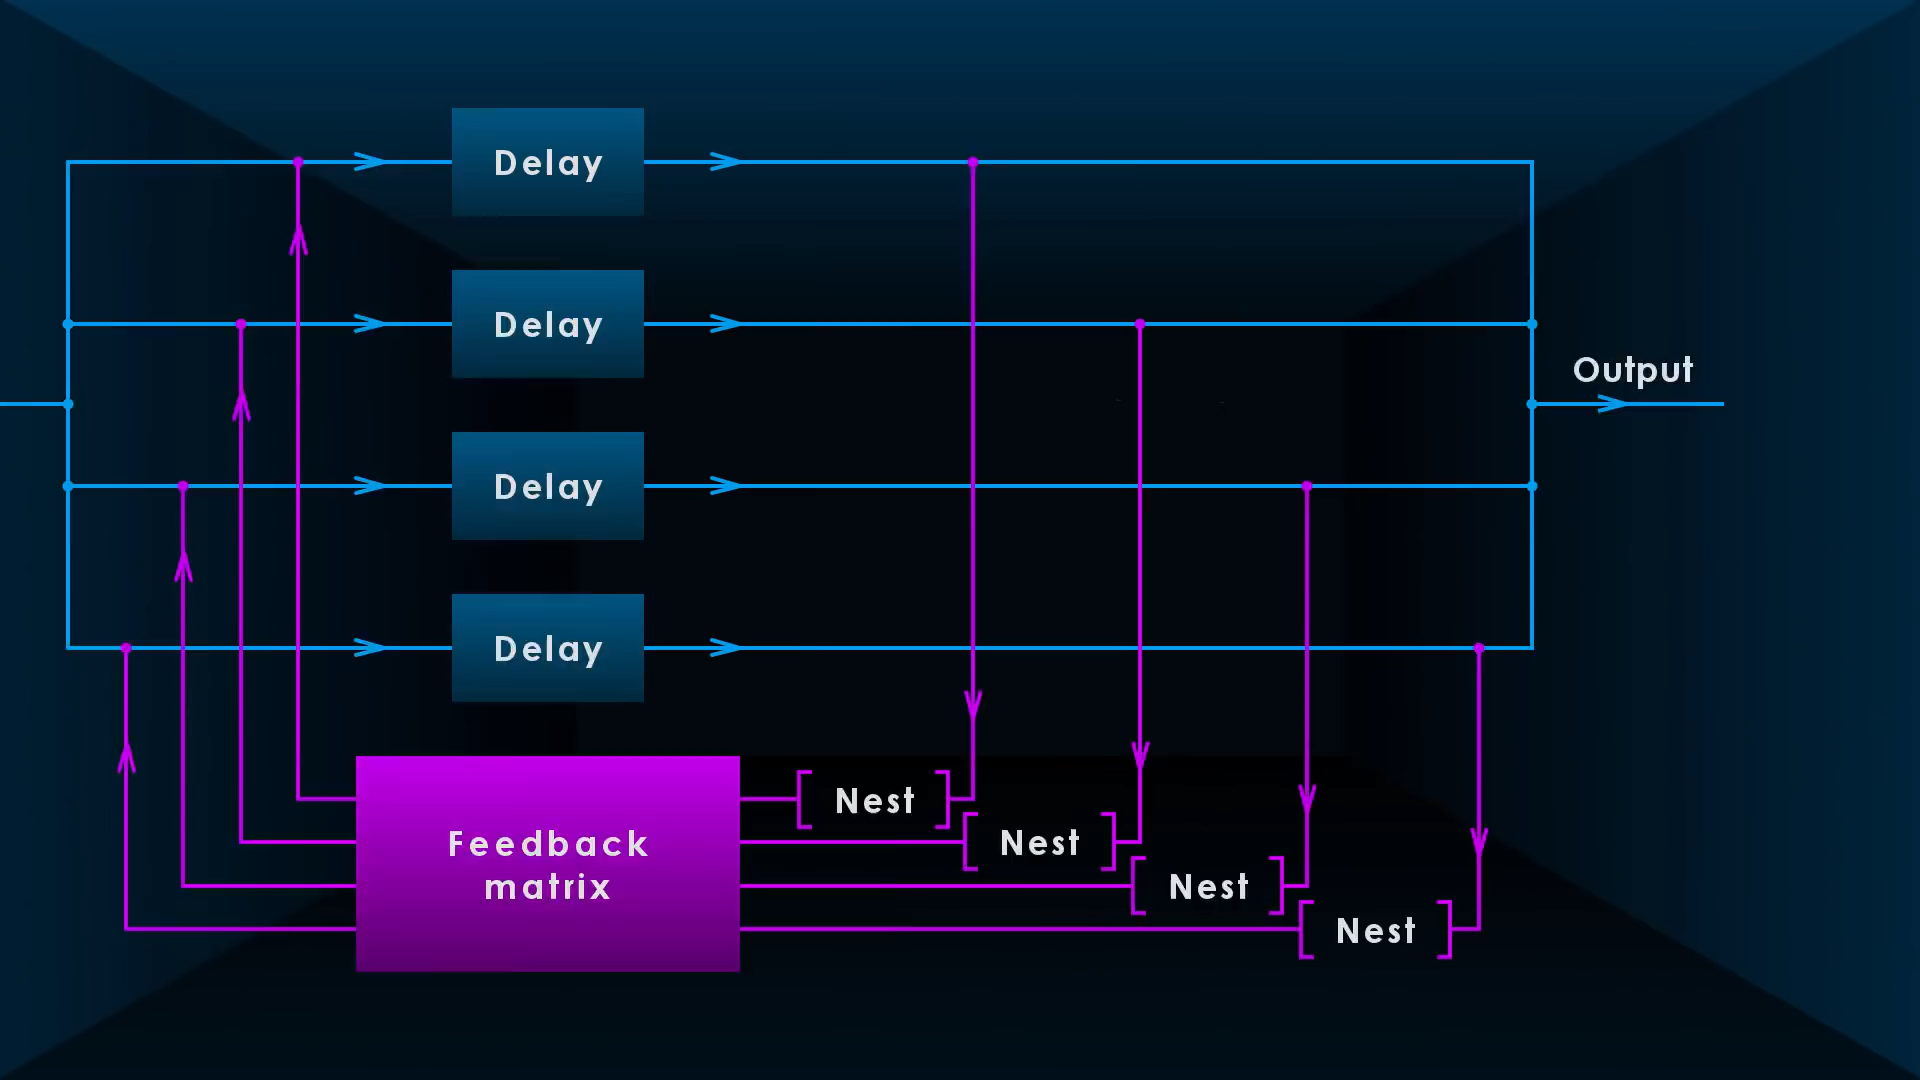 Delay
Delay
Output
Delay
Delay
Nest
Feedback
matrix
Nest
Nest
Nest